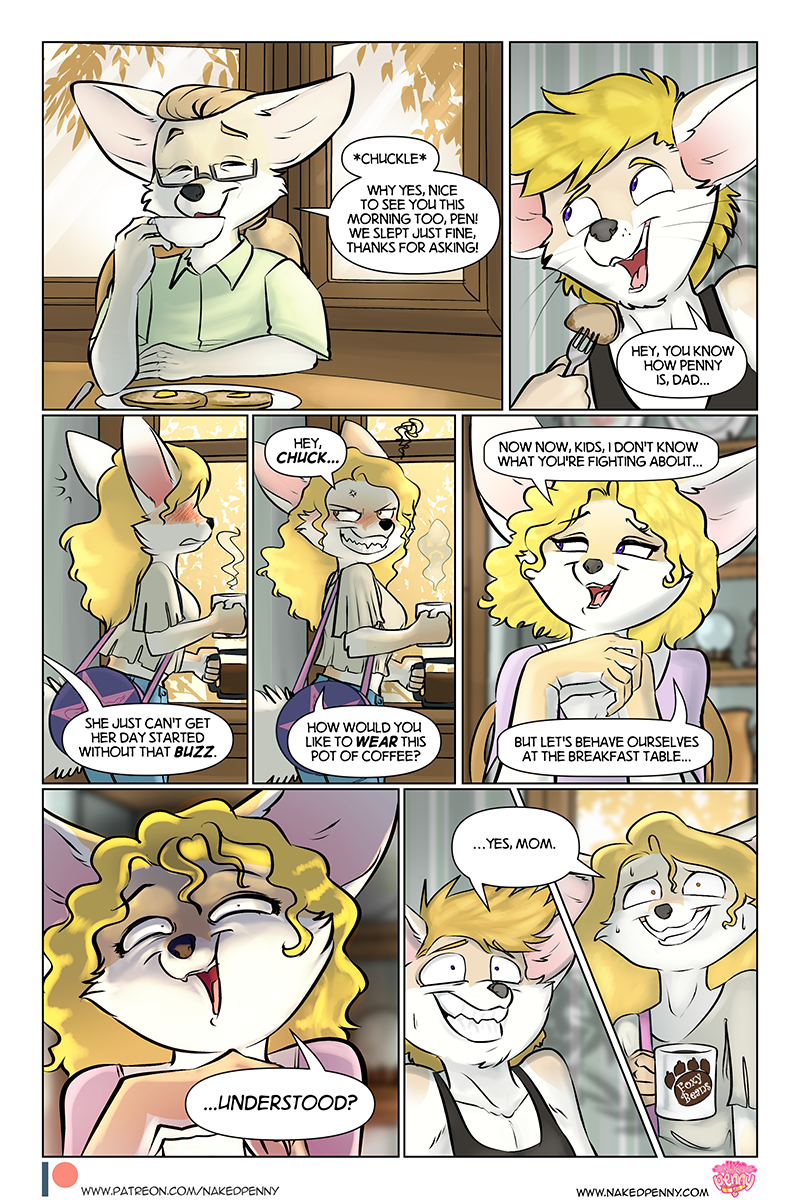 *CHUCKLE*
WHY YES, NICE
TO SEE YOU THIS
MORNING TOO, PEN!
WE SLEPT JUST FINE,
THANKS FOR ASKING!
HEY, YOU KNOW
HOW PENNY
IS, DAD...
SHE JUST CAN'T GET
HER DAY STARTED
WITHOUT THAT BUZZ.
HEY,
CHUCK...
HOW WOULD YOU
LIKE TO WEAR THIS
POT OF COFFEE?
NOW NOW, KIDS, I DON'T KNOW
WHAT YOU'RE FIGHTING ABOUT...
BUT LET'S BEHAVE OURSELVES
AT THE BREAKFAST TABLE...
...UNDERSTOOD?
...YES, MOM.
FOXY
BEANS
WWW.PATREON.COM/NAKEDPENNY
WWW.NAKEDPENNY.COM